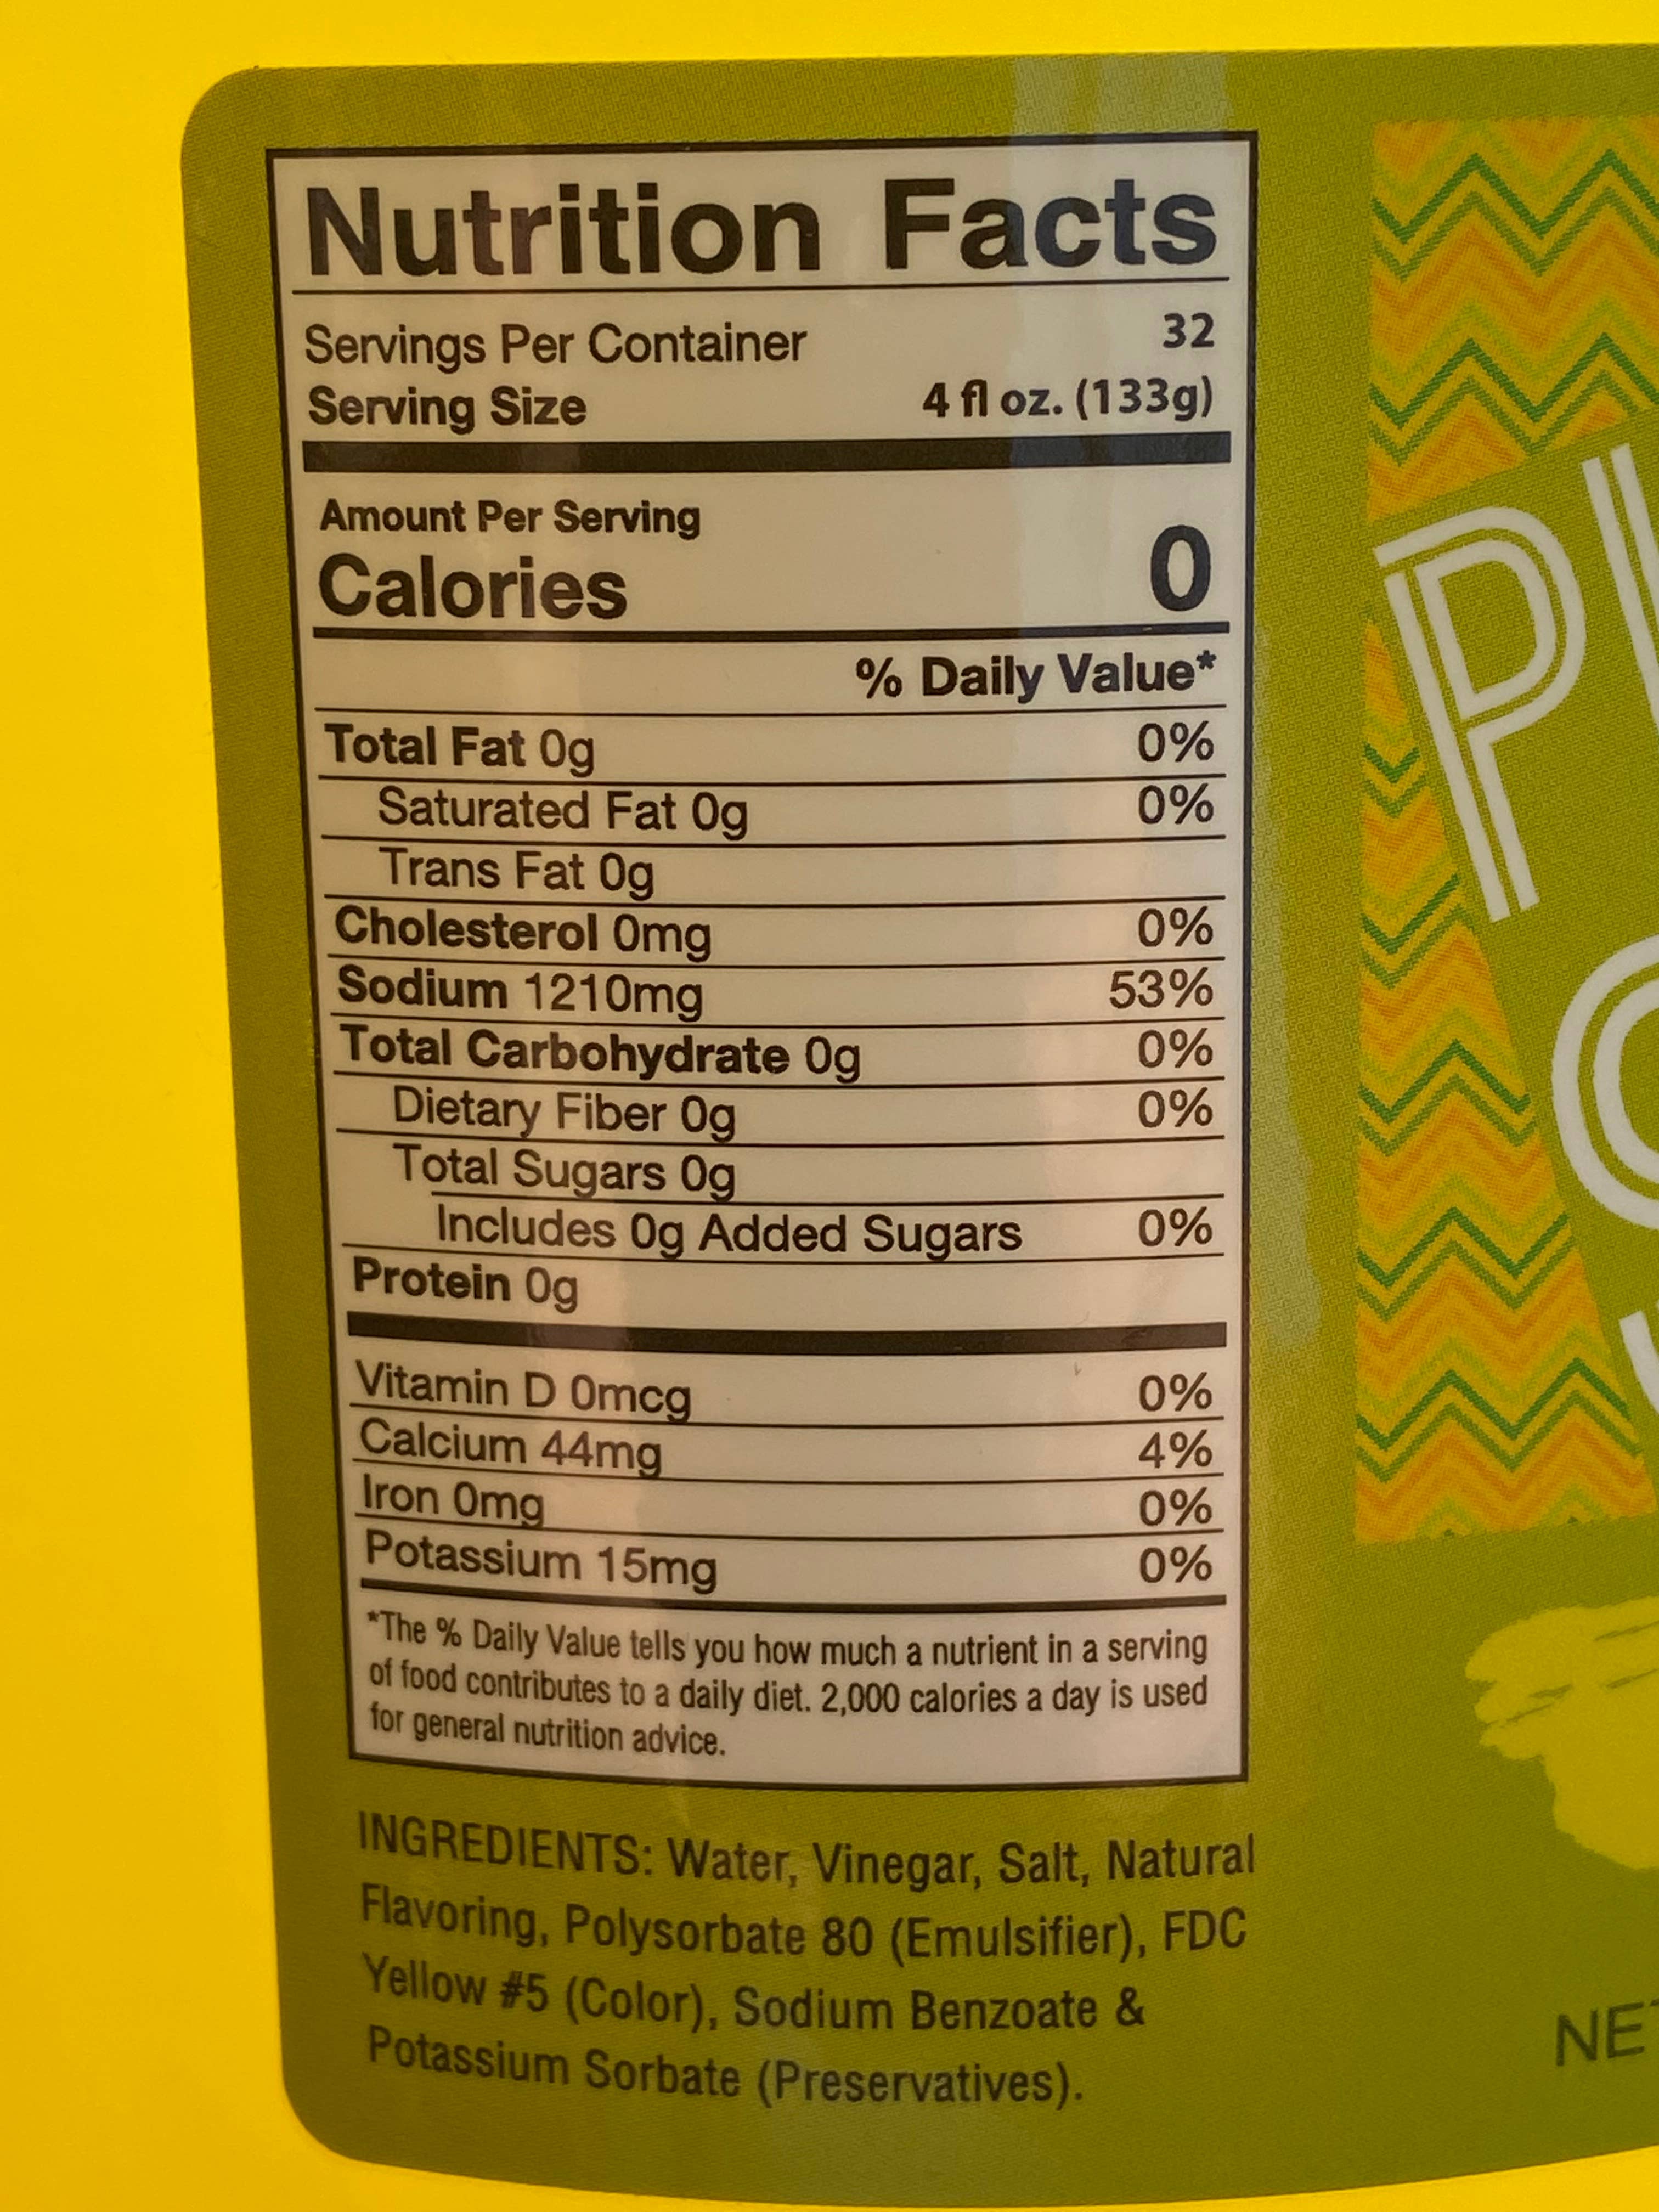 Nutrition Facts
Servings Per Container 32
Serving Size 4 fl oz. (133g)
Amount Per Serving
Calories 0
% Daily Value*
Total Fat 0g 0%
Saturated Fat 0g 0%
Trans Fat 0g
Cholesterol 0mg 0%
Sodium 1210mg 53%
Total Carbohydrate 0g 0%
Dietary Fiber 0g 0%
Total Sugars 0g
Includes 0g Added Sugars 0%
Protein 0g
Vitamin D 0mcg 0%
Calcium 44mg 4%
Iron 0mg 0%
Potassium 15mg 0%
*The % Daily Value tells you how much a nutrient in a serving
of food contributes to a daily diet. 2,000 calories a day is used
for general nutrition advice.
INGREDIENTS: Water, Vinegar, Salt, Natural
Flavoring, Polysorbate 80 (Emulsifier), FDC
Yellow #5 (Color), Sodium Benzoate &
Potassium Sorbate (Preservatives).